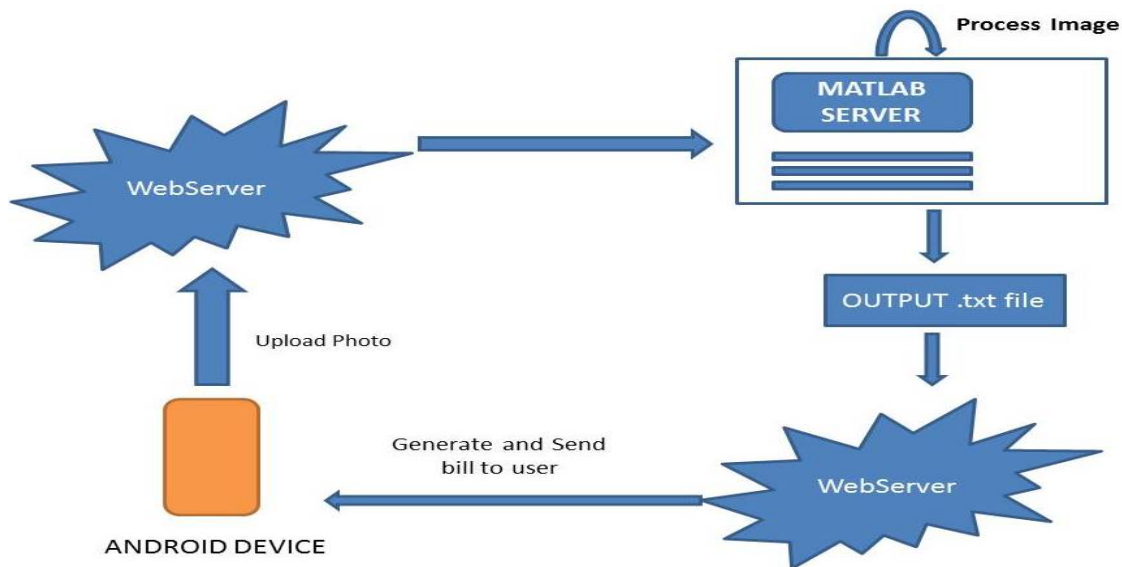 Process Image
MATLAB
SERVER
WebServer
OUTPUT .txt file
Upload Photo
Generate and Send
bill to user
WebServer
ANDROID DEVICE